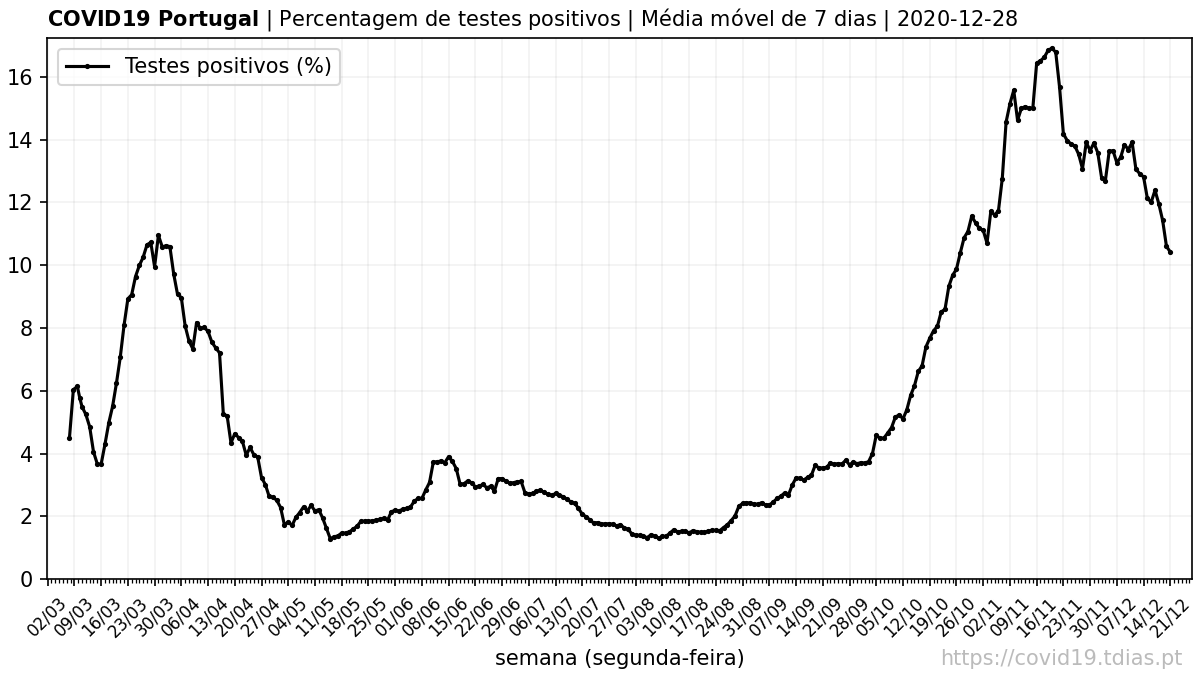 COVID19 Portugal | Percentagem de testes positivos | Média móvel de 7 dias | 2020-12-28
Testes positivos (%)
16
14
12
10
8
6
4
2
0
02/03 09/03 16/03 23/03 30/03 06/04 13/04 20/04 27/04 04/05 11/05 18/05 25/05 01/06 08/06 15/06 22/06 29/06 06/07 13/07 20/07 27/07 03/08 10/08 17/08 24/08 31/08 07/09 14/09 21/09 28/09 05/10 12/10 19/10 26/10 02/11 09/11 16/11 23/11 30/11 07/12 14/12 21/12
semana (segunda-feira)
https://covid19.tdias.pt